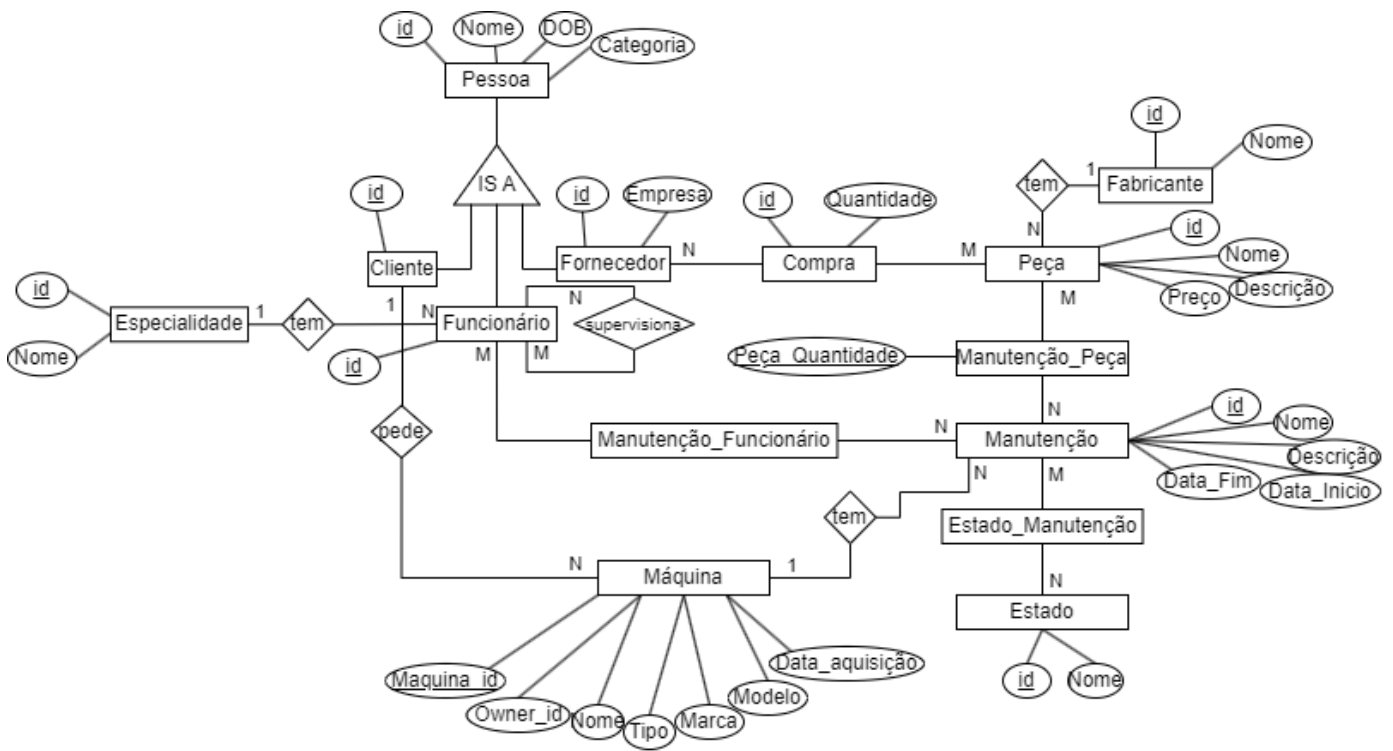 id
Nome
DOB
Categoria
Pessoa
IS A
id
Cliente
id
Empresa
Fornecedor
N
id
Quantidade
Compra
M
tem
1
N
id
Nome
Fabricante
id
Nome
Descrição
Preço
Peça
M
id
Nome
Especialidade
1
tem
1
N
Funcionário
id
M
N
M
supervisiona
Peça_Quantidade
Manutenção_Peça
N
pede
Manutenção_Funcionário
N
Manutenção
id
Nome
Descrição
Data_Inicio
Data_Fim
N
M
tem
Estado_Manutenção
N
Estado
id
Nome
N
Máquina
1
Maquina_id
Owner_id
Nome
Tipo
Marca
Modelo
Data_aquisição